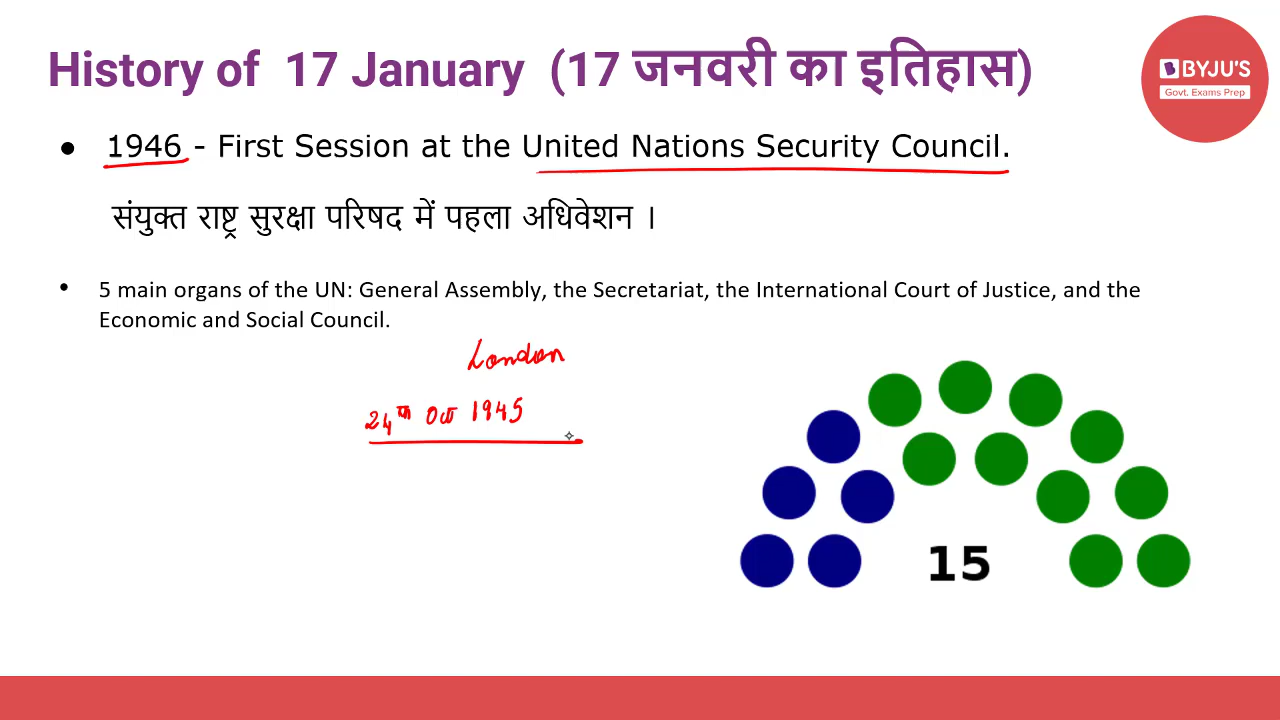 History of 17 January (17 जनवरी का इतिहास)
BYJU'S
Govt. Exams Prep
● 1946 - First Session at the United Nations Security Council.
संयुक्त राष्ट्र सुरक्षा परिषद में पहला अधिवेशन ।
• 5 main organs of the UN: General Assembly, the Secretariat, the International Court of Justice, and the
Economic and Social Council.
London
24th Oct 1945
15